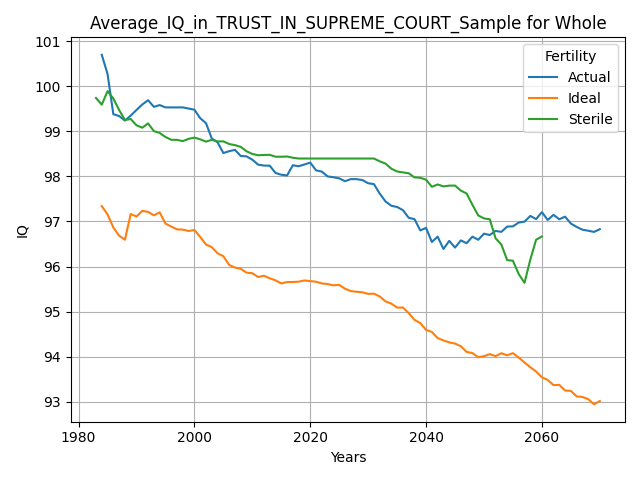 Average_IQ_in_TRUST_IN_SUPREME_COURT_Sample for Whole
101
100
99
98
97
96
95
94
93
IQ
1980
2000
2020
2040
2060
Years
Fertility
Actual
Ideal
Sterile